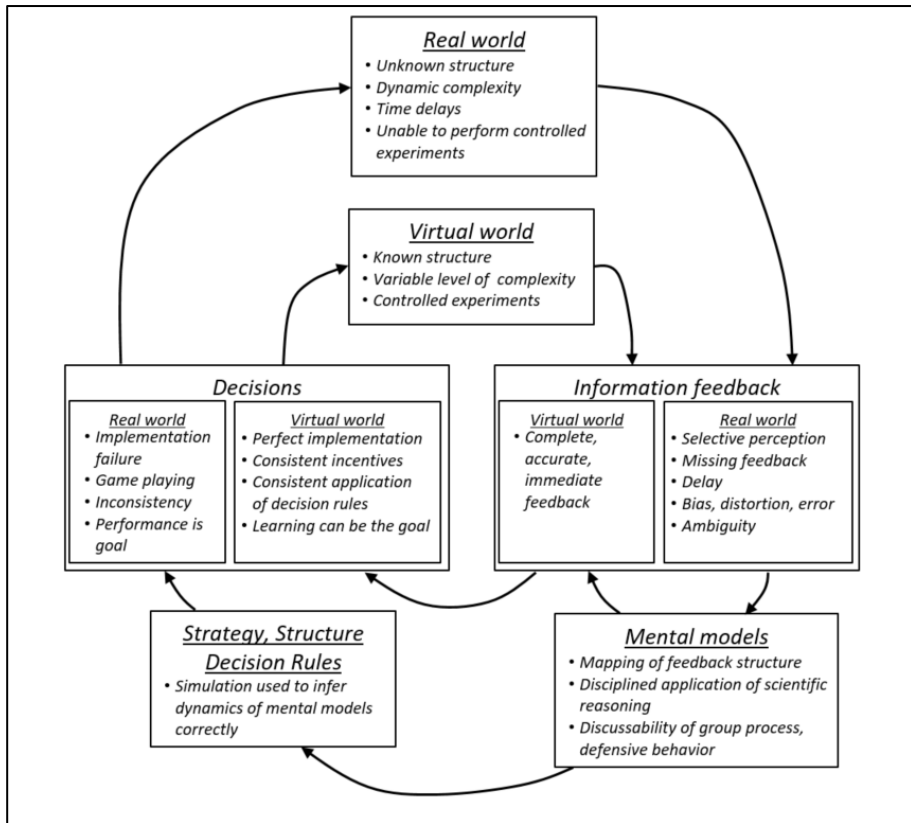 Real world
• Unknown structure
• Dynamic complexity
• Time delays
• Unable to perform controlled
experiments
Virtual world
• Known structure
• Variable level of complexity
• Controlled experiments
Decisions
Real world
• Implementation
failure
• Game playing
• Inconsistency
• Performance is
goal
Virtual world
• Perfect implementation
• Consistent incentives
• Consistent application
of decision rules
• Learning can be the goal
Information feedback
Virtual world
• Complete,
accurate,
immediate
feedback
Real world
• Selective perception
• Missing feedback
• Delay
• Bias, distortion, error
• Ambiguity
Strategy, Structure
Decision Rules
• Simulation used to infer
dynamics of mental models
correctly
Mental models
• Mapping of feedback structure
• Disciplined application of scientific
reasoning
• Discussability of group process,
defensive behavior